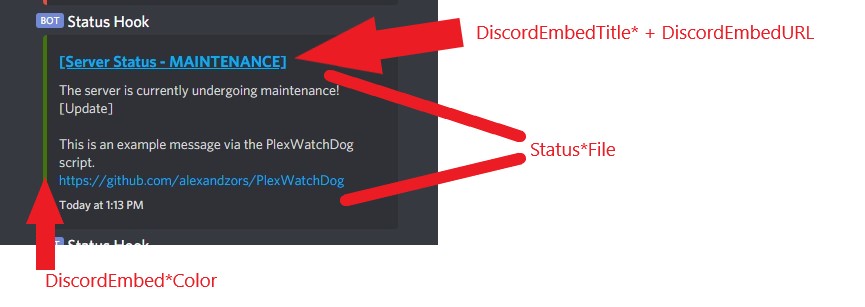 BOT Status Hook
DiscordEmbedTitle* + DiscordEmbedURL
[Server Status - MAINTENANCE]
The server is currently undergoing maintenance!
[Update]
This is an example message via the PlexWatchDog
script.
https://github.com/alexandzors/PlexWatchDog
Today at 1:13 PM
Status*File
Status Hook
DiscordEmbed*Color